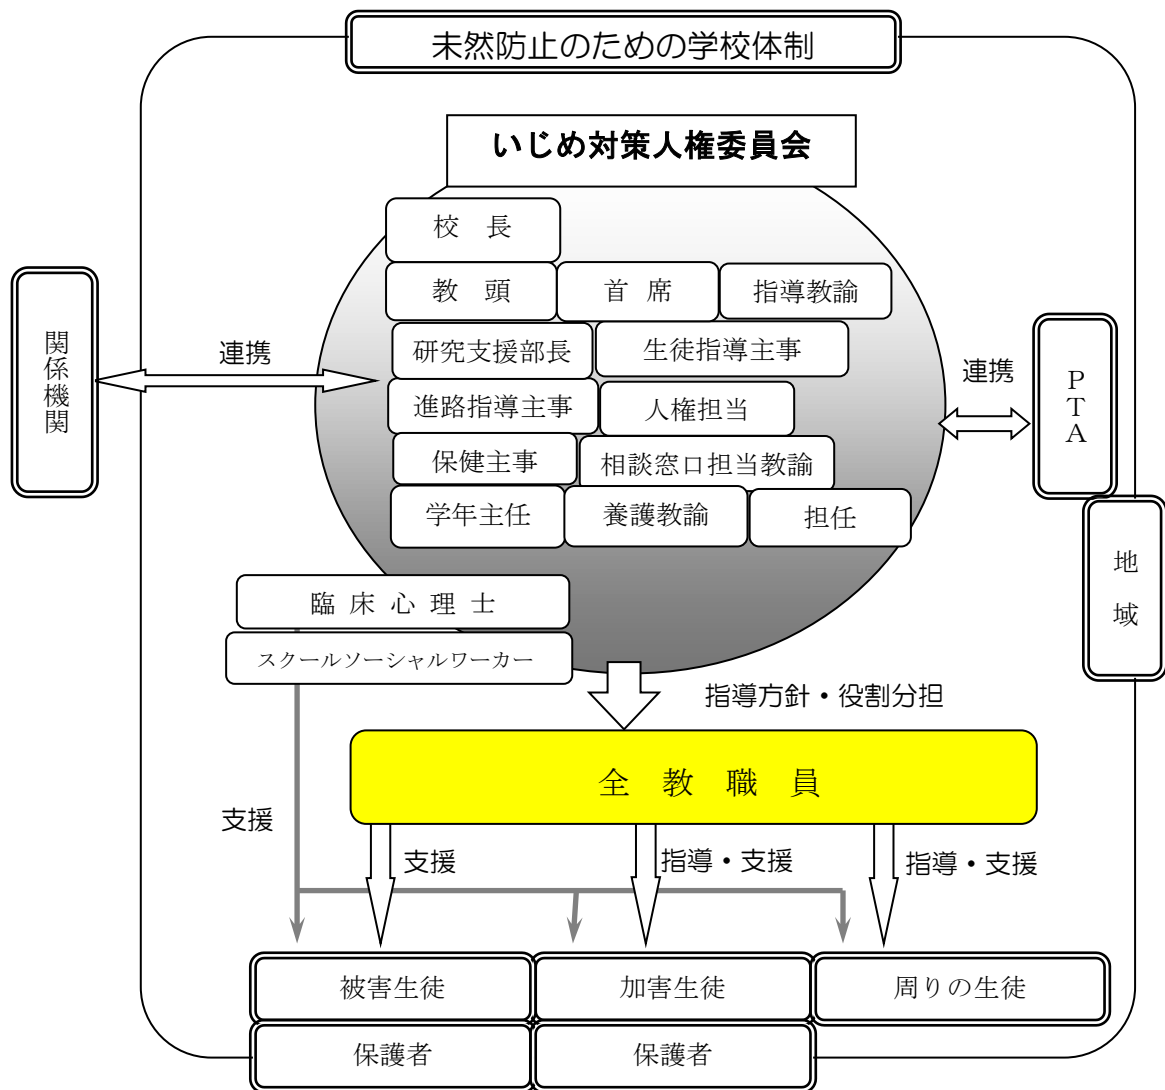 未然防止のための学校体制
いじめ対策人権委員会
校 長
教 頭
首 席
指導教諭
研究支援部長
生徒指導主事
進路指導主事
人権担当
保健主事
相談窓口担当教諭
学年主任
養護教諭
担任
臨 床 心 理 士
スクールソーシャルワーカー
関係機関
連携
連携
PTA
地域
指導方針・役割分担
全 教 職 員
支援
支援
指導・支援
指導・支援
被害生徒
加害生徒
周りの生徒
保護者
保護者